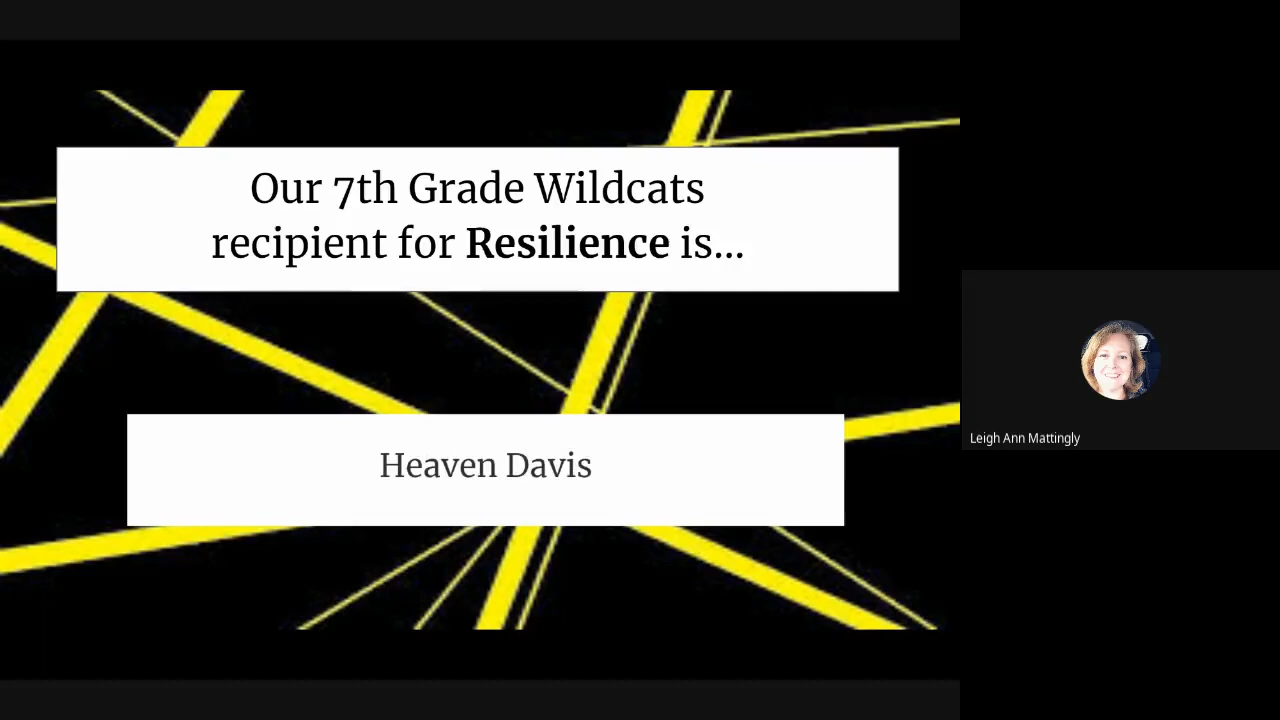 Our 7th Grade Wildcats
recipient for Resilience is...
Heaven Davis
Leigh Ann Mattingly